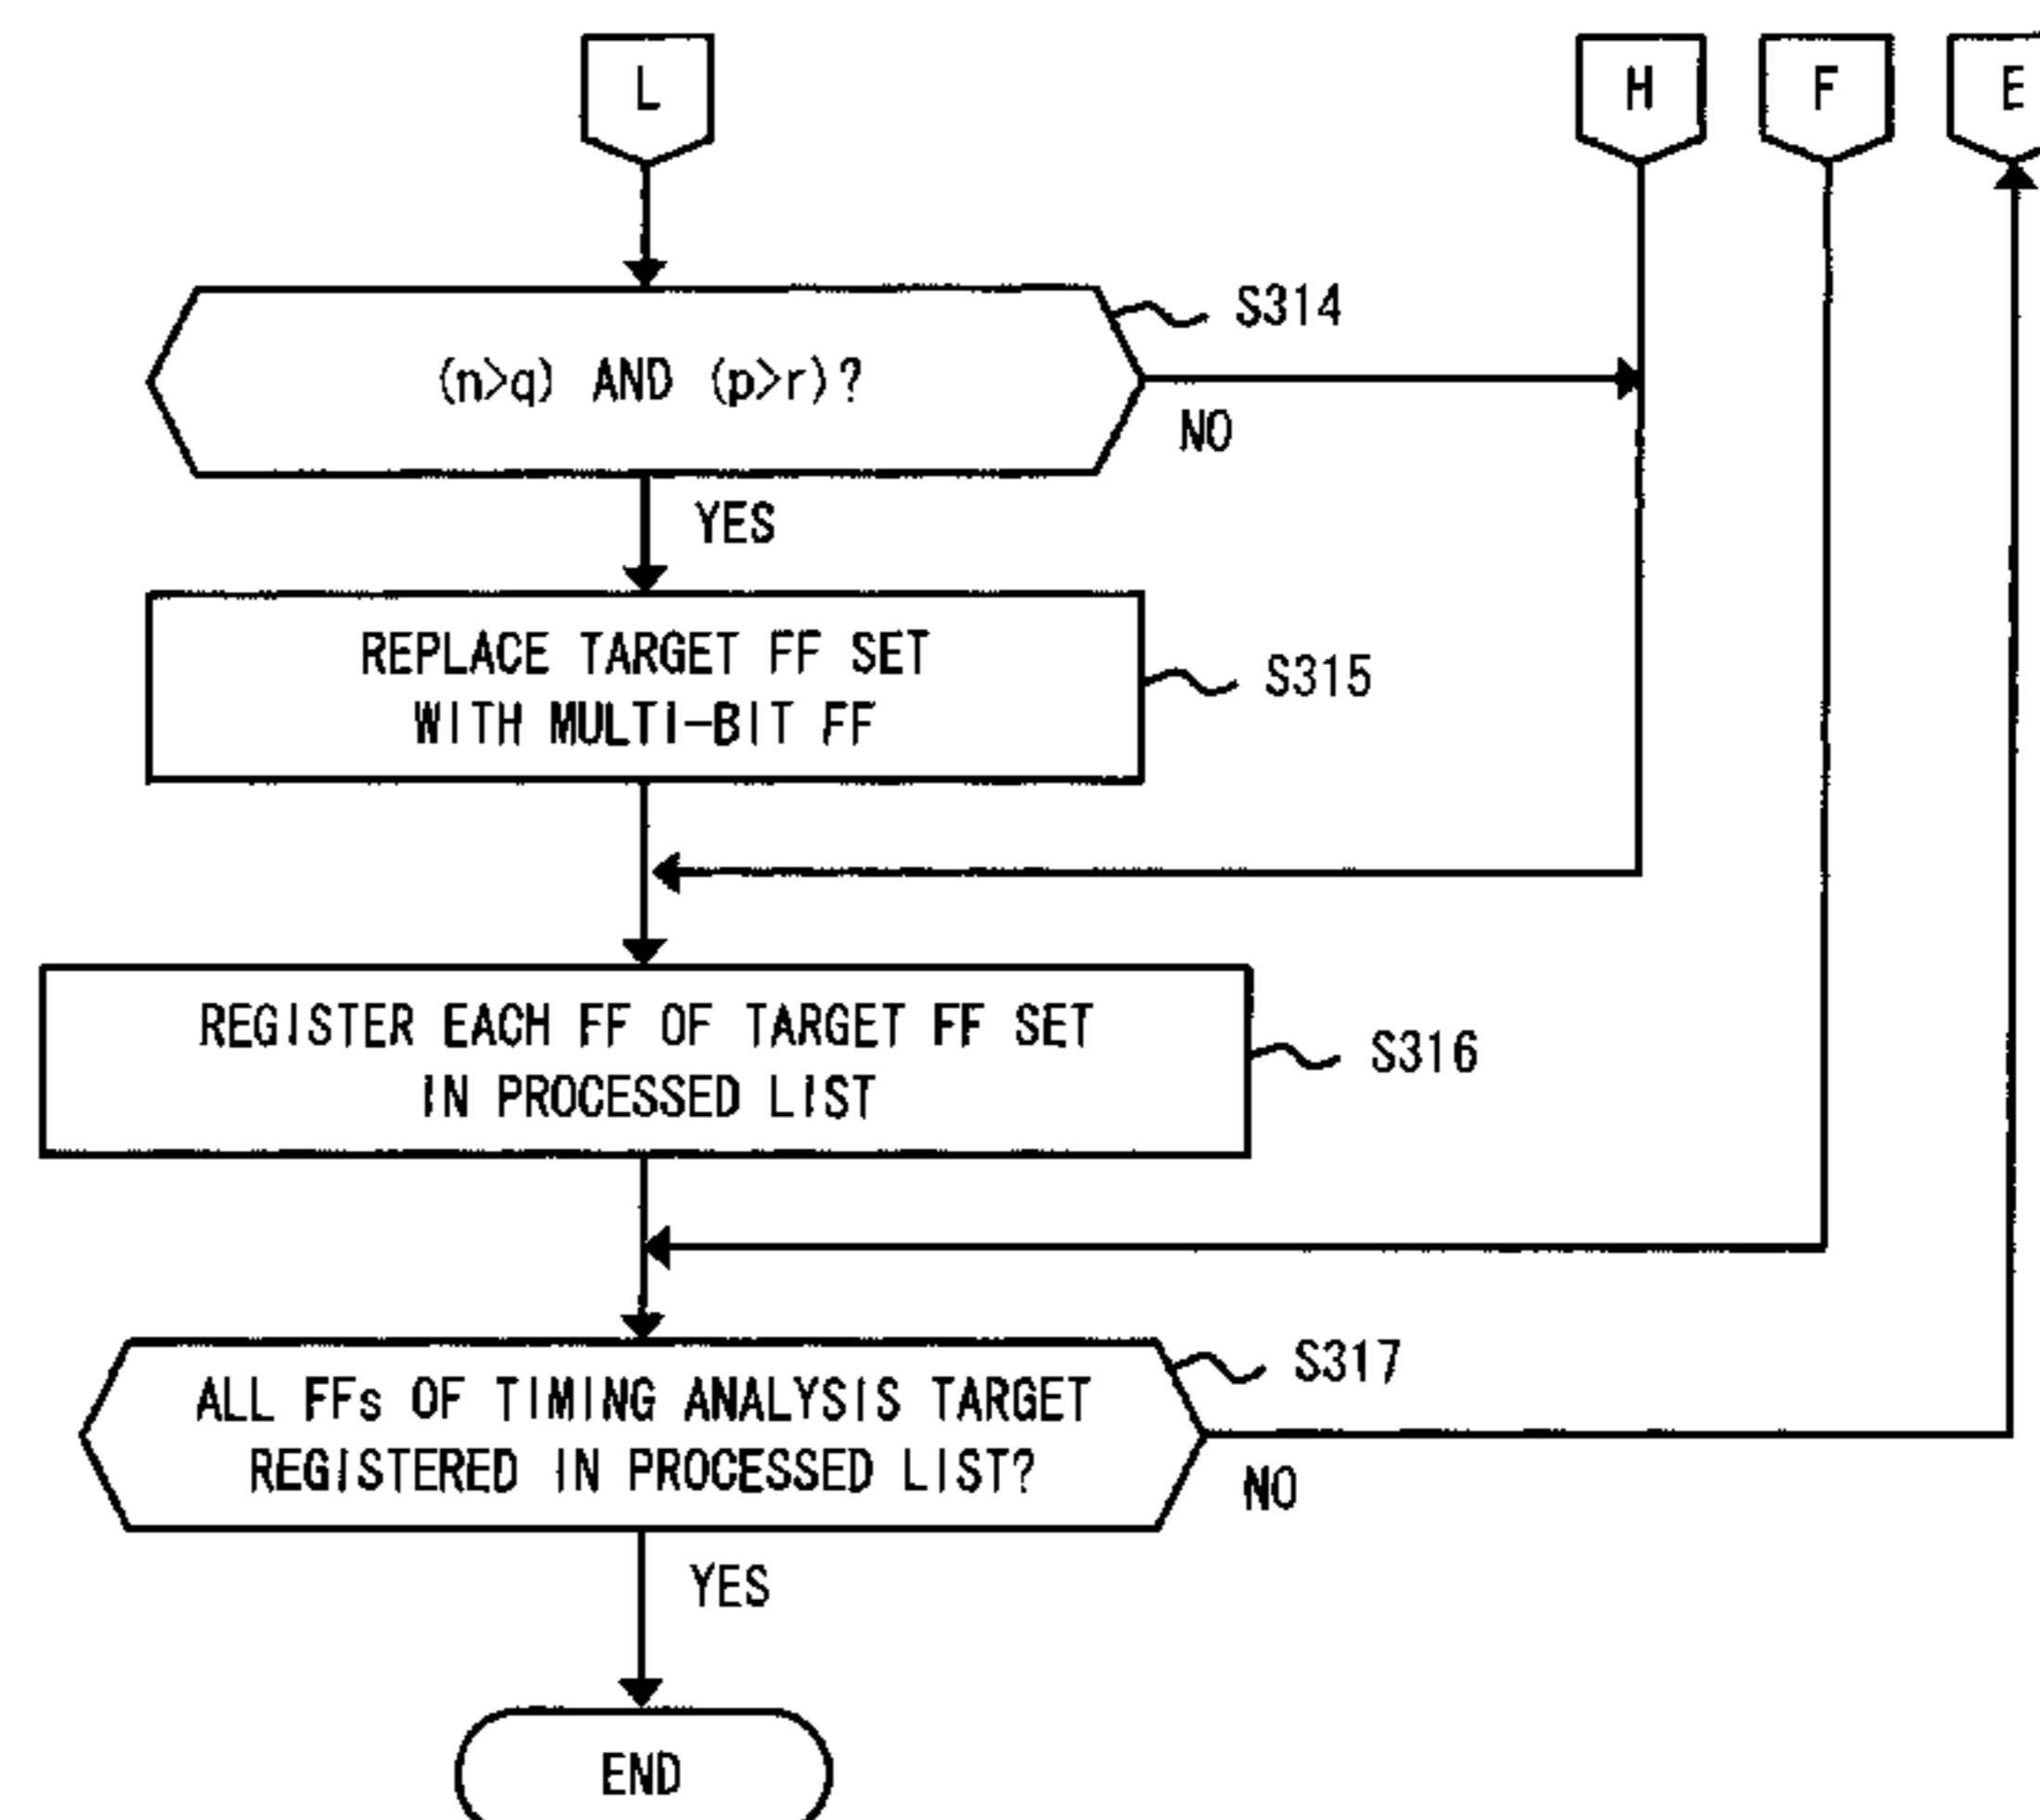 L
H
F
E
S314
(n>q) AND (p>r)?
NO
YES
REPLACE TARGET FF SET
WITH MULTI-BIT FF
S315
REGISTER EACH FF OF TARGET FF SET
IN PROCESSED LIST
S316
S317
ALL FFs OF TIMING ANALYSIS TARGET
REGISTERED IN PROCESSED LIST?
NO
YES
END